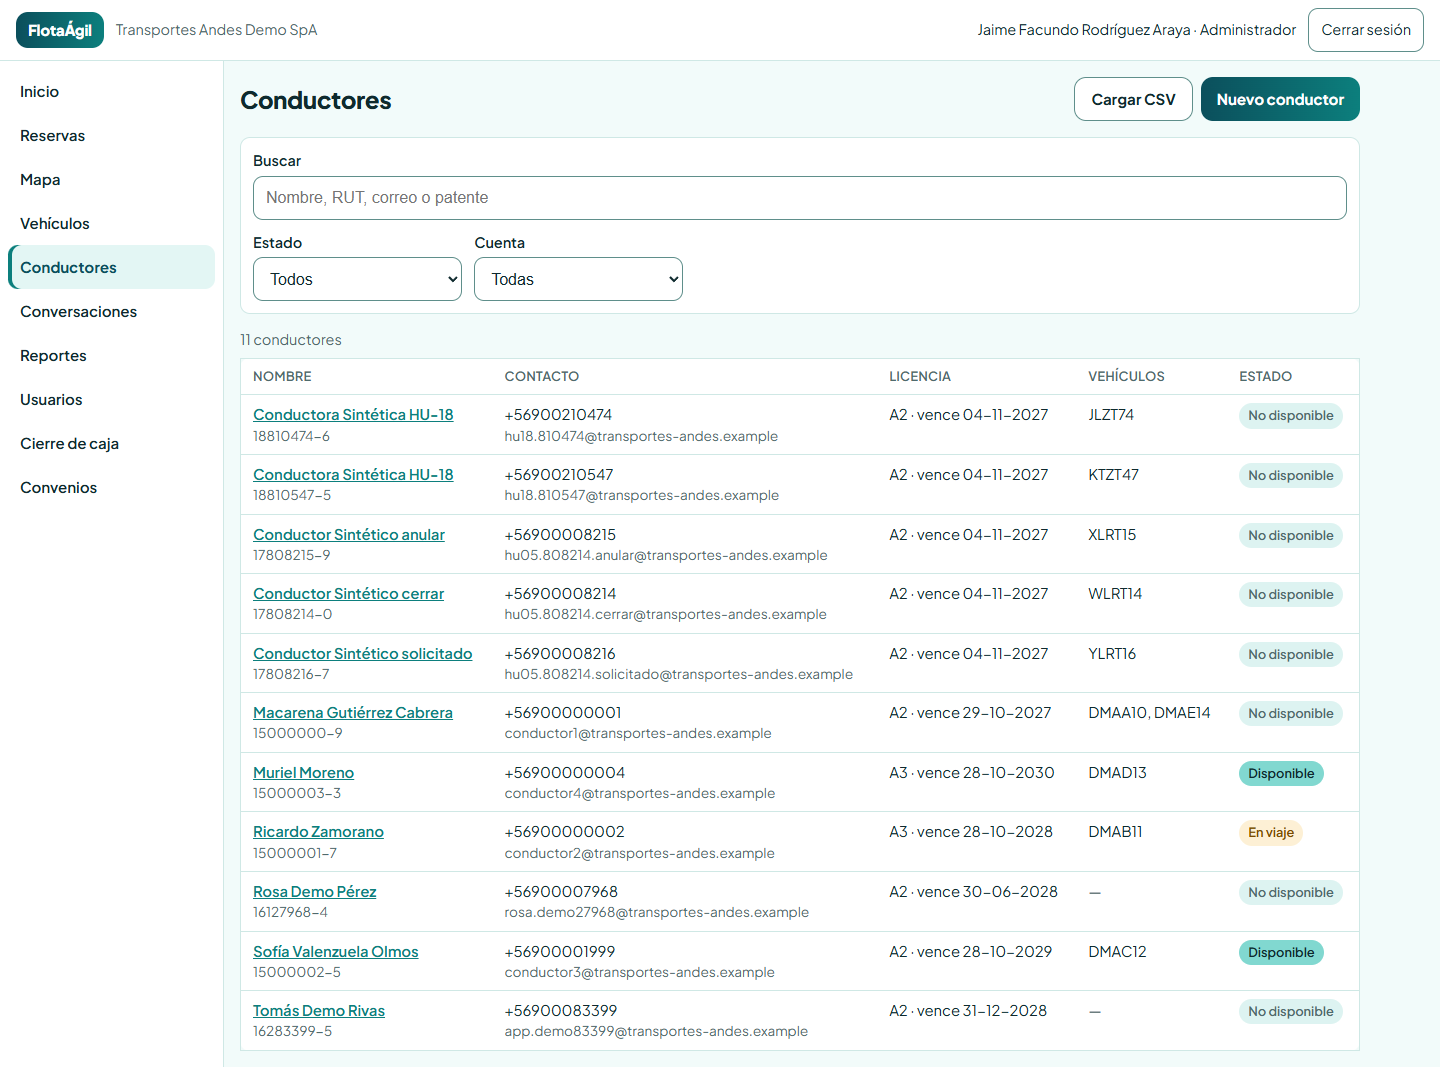 FlotaÁgil
Transportes Andes Demo SpA
Jaime Facundo Rodríguez Araya · Administrador
Cerrar sesión
Inicio
Reservas
Mapa
Vehículos
Conductores
Conversaciones
Reportes
Usuarios
Cierre de caja
Convenios
Conductores
Cargar CSV
Nuevo conductor
Buscar
Nombre, RUT, correo o patente
Estado
Cuenta
Todos
Todas
11 conductores
NOMBRE CONTACTO LICENCIA VEHÍCULOS ESTADO
Conductora Sintética HU-18 +56900210474 A2 · vence 04-11-2027 JLZT74 No disponible
18810474-6 hu18.810474@transportes-andes.example
Conductora Sintética HU-18 +56900210547 A2 · vence 04-11-2027 KTZT47 No disponible
18810547-5 hu18.810547@transportes-andes.example
Conductor Sintético anular +56900008215 A2 · vence 04-11-2027 XLRT15 No disponible
17808215-9 hu05.808214.anular@transportes-andes.example
Conductor Sintético cerrar +56900008214 A2 · vence 04-11-2027 WLRT14 No disponible
17808214-0 hu05.808214.cerrar@transportes-andes.example
Conductor Sintético solicitado +56900008216 A2 · vence 04-11-2027 YLRT16 No disponible
17808216-7 hu05.808214.solicitado@transportes-andes.example
Macarena Gutiérrez Cabrera +56900000001 A2 · vence 29-10-2027 DMAA10, DMAE14 No disponible
15000000-9 conductor1@transportes-andes.example
Muriel Moreno +56900000004 A3 · vence 28-10-2030 DMAD13 Disponible
15000003-3 conductor4@transportes-andes.example
Ricardo Zamorano +56900000002 A3 · vence 28-10-2028 DMAB11 En viaje
15000001-7 conductor2@transportes-andes.example
Rosa Demo Pérez +56900007968 A2 · vence 30-06-2028 — No disponible
16127968-4 rosa.demo27968@transportes-andes.example
Sofía Valenzuela Olmos +56900001999 A2 · vence 28-10-2029 DMAC12 Disponible
15000002-5 conductor3@transportes-andes.example
Tomás Demo Rivas +56900083399 A2 · vence 31-12-2028 — No disponible
16283399-5 app.demo83399@transportes-andes.example